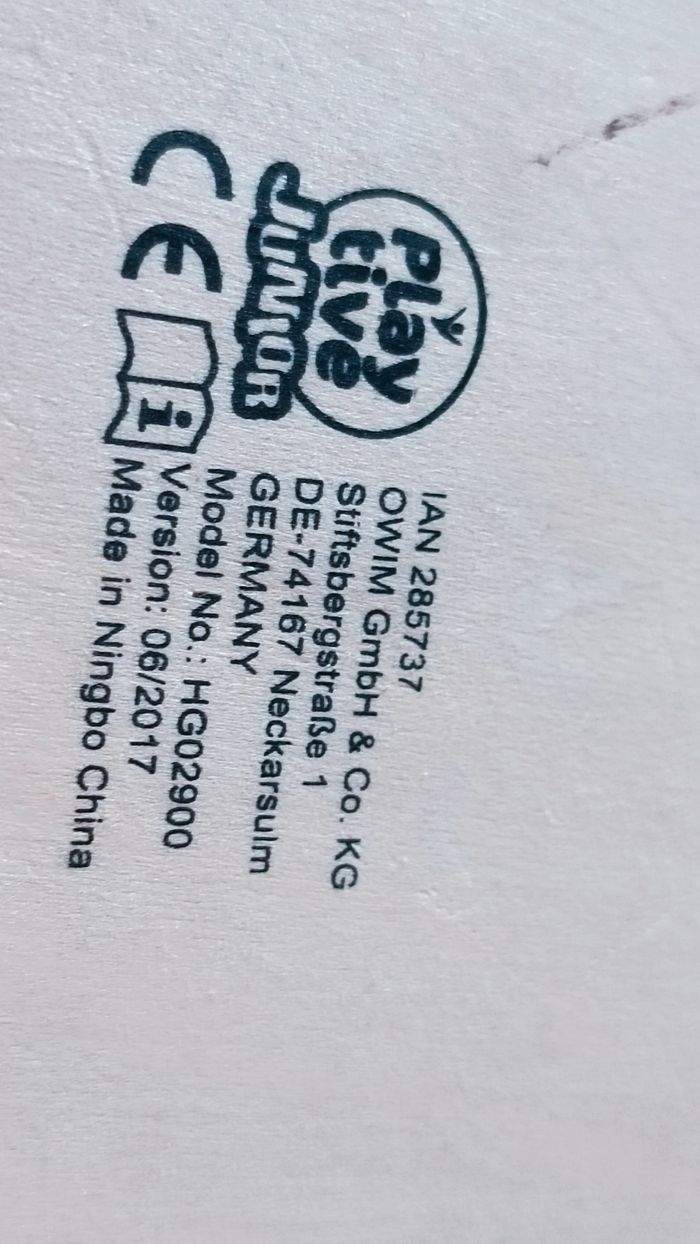 Play
tive
JUNIOR
CE
i
IAN 285737
OWIM GmbH & Co. KG
Stiftsbergstraße 1
DE-74167 Neckarsulm
GERMANY
Model No.: HG02900
Version: 06/2017
Made in Ningbo China